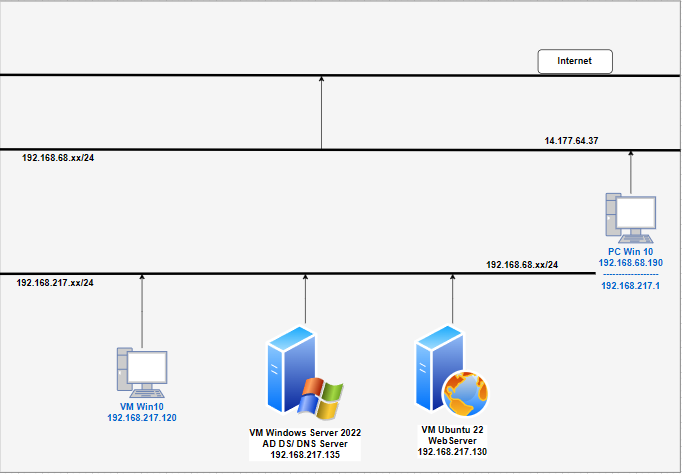 Internet
14.177.64.37
192.168.68.xx/24
PC Win 10
192.168.68.190
-------------------
192.168.217.1
192.168.68.xx/24
192.168.217.xx/24
VM Win10
192.168.217.120
VM Windows Server 2022
AD DS/ DNS Server
192.168.217.135
VM Ubuntu 22
WebServer
192.168.217.130